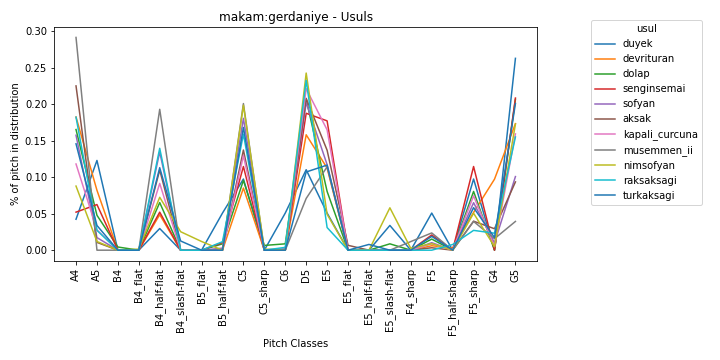 makam:gerdaniye - Usuls
% of pitch in distribution
0.30
0.25
0.20
0.15
0.10
0.05
0.00
A4
A5
B4
B4_flat
B4_half-flat
B4_slash-flat
B5_flat
B5_half-flat
C5
C5_sharp
C6
D5
E5
E5_flat
E5_half-flat
E5_slash-flat
F4_sharp
F5
F5_half-sharp
F5_sharp
G4
G5
Pitch Classes
usul
duyek
devrituran
dolap
senginsemai
sofyan
aksak
kapali_curcuna
musemmen_ii
nimsofyan
raksaksagi
turkaksagi